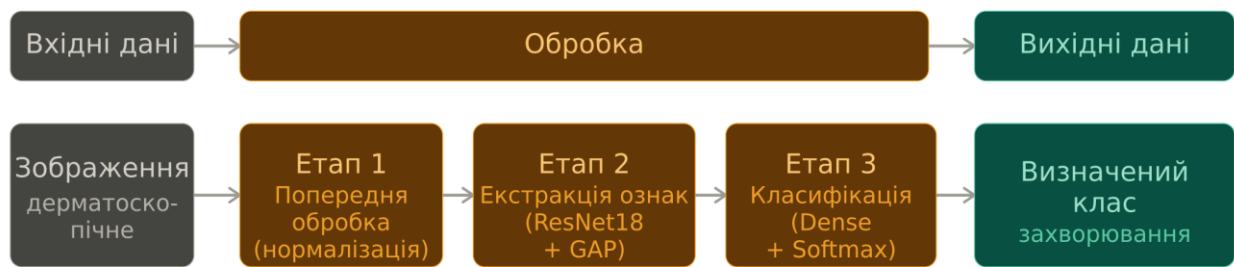 Вхідні дані
Обробка
Вихідні дані
Зображення
дерматоско-
пічне
Етап 1
Попередня
обробка
(нормалізація)
Етап 2
Екстракція ознак
(ResNet18
+ GAP)
Етап 3
Класифікація
(Dense
+ Softmax)
Визначений
клас
захворювання